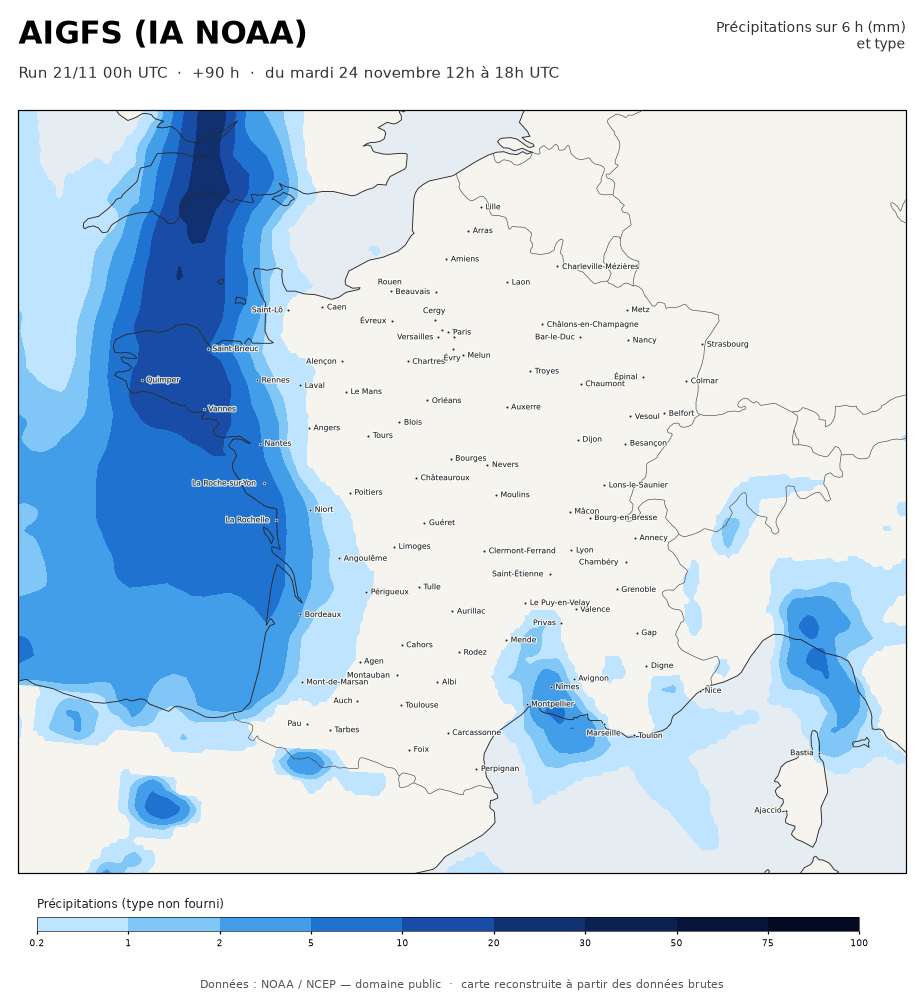 AIGFS (IA NOAA)
Précipitations sur 6 h (mm)
et type
Run 21/11 00h UTC · +90 h · du mardi 24 novembre 12h à 18h UTC
Lille
Arras
Amiens
Charleville-Mézières
Rouen
Beauvais
Laon
Saint-Lô
Caen
Cergy
Metz
Évreux
Châlons-en-Champagne
Versailles
Paris
Bar-le-Duc
Nancy
Strasbourg
Saint-Brieuc
Alençon
Chartres
Évry
Melun
Quimper
Rennes
Laval
Le Mans
Troyes
Chaumont
Épinal
Colmar
Vannes
Orléans
Auxerre
Vesoul
Belfort
Nantes
Angers
Tours
Blois
Dijon
Besançon
Bourges
Nevers
La Roche-sur-Yon
Poitiers
Châteauroux
Moulins
Lons-le-Saunier
La Rochelle
Niort
Guéret
Mâcon
Bourg-en-Bresse
Annecy
Angoulême
Limoges
Clermont-Ferrand
Lyon
Chambéry
Saint-Étienne
Périgueux
Tulle
Grenoble
Bordeaux
Aurillac
Le Puy-en-Velay
Valence
Privas
Cahors
Mende
Gap
Agen
Rodez
Digne
Mont-de-Marsan
Montauban
Albi
Nîmes
Avignon
Nice
Auch
Toulouse
Montpellier
Pau
Tarbes
Carcassonne
Marseille
Toulon
Foix
Bastia
Perpignan
Ajaccio
Précipitations (type non fourni)
0.2 1 2 5 10 20 30 50 75 100
Données : NOAA / NCEP — domaine public · carte reconstruite à partir des données brutes